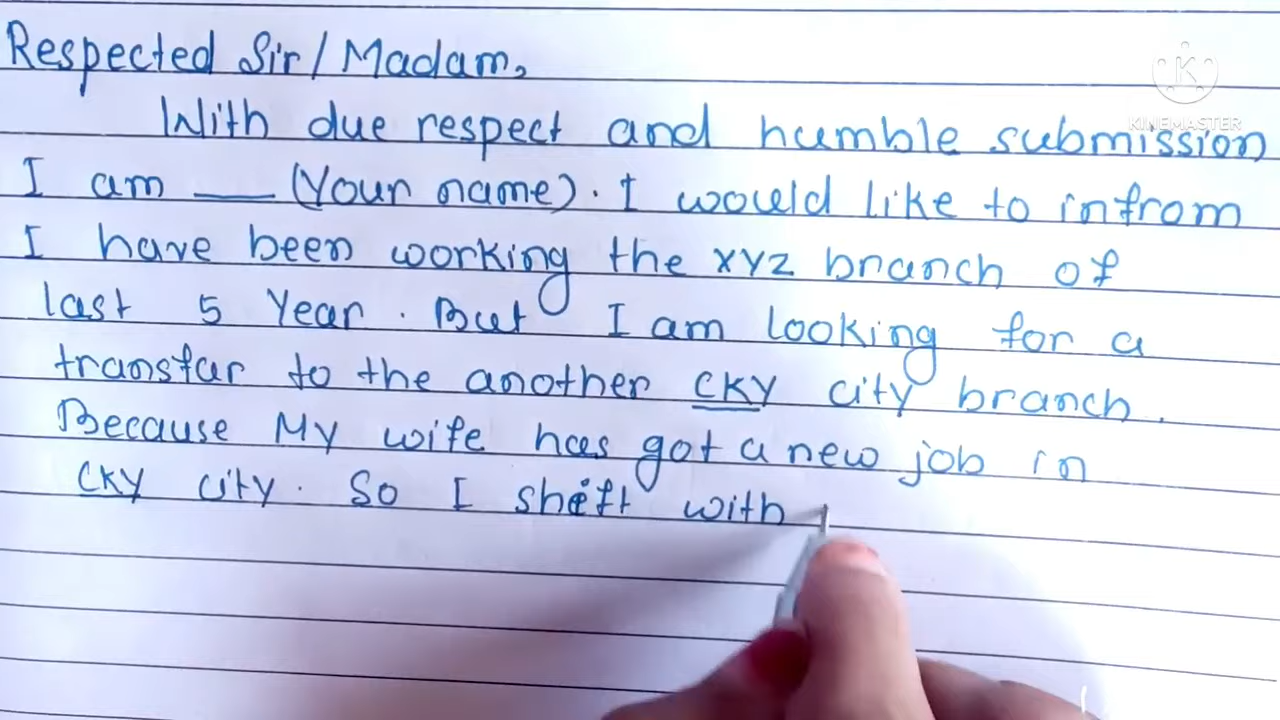 Respected Sir/Madam,
With due respect and humble submission
I am ___ (Your name). I would like to infrom
I have been working the XYZ branch of
last 5 Year. But I am looking for a
transfar to the another CKY city branch.
Because My wife has got a new job in
CKY city. So I shift with
KINEMASTER